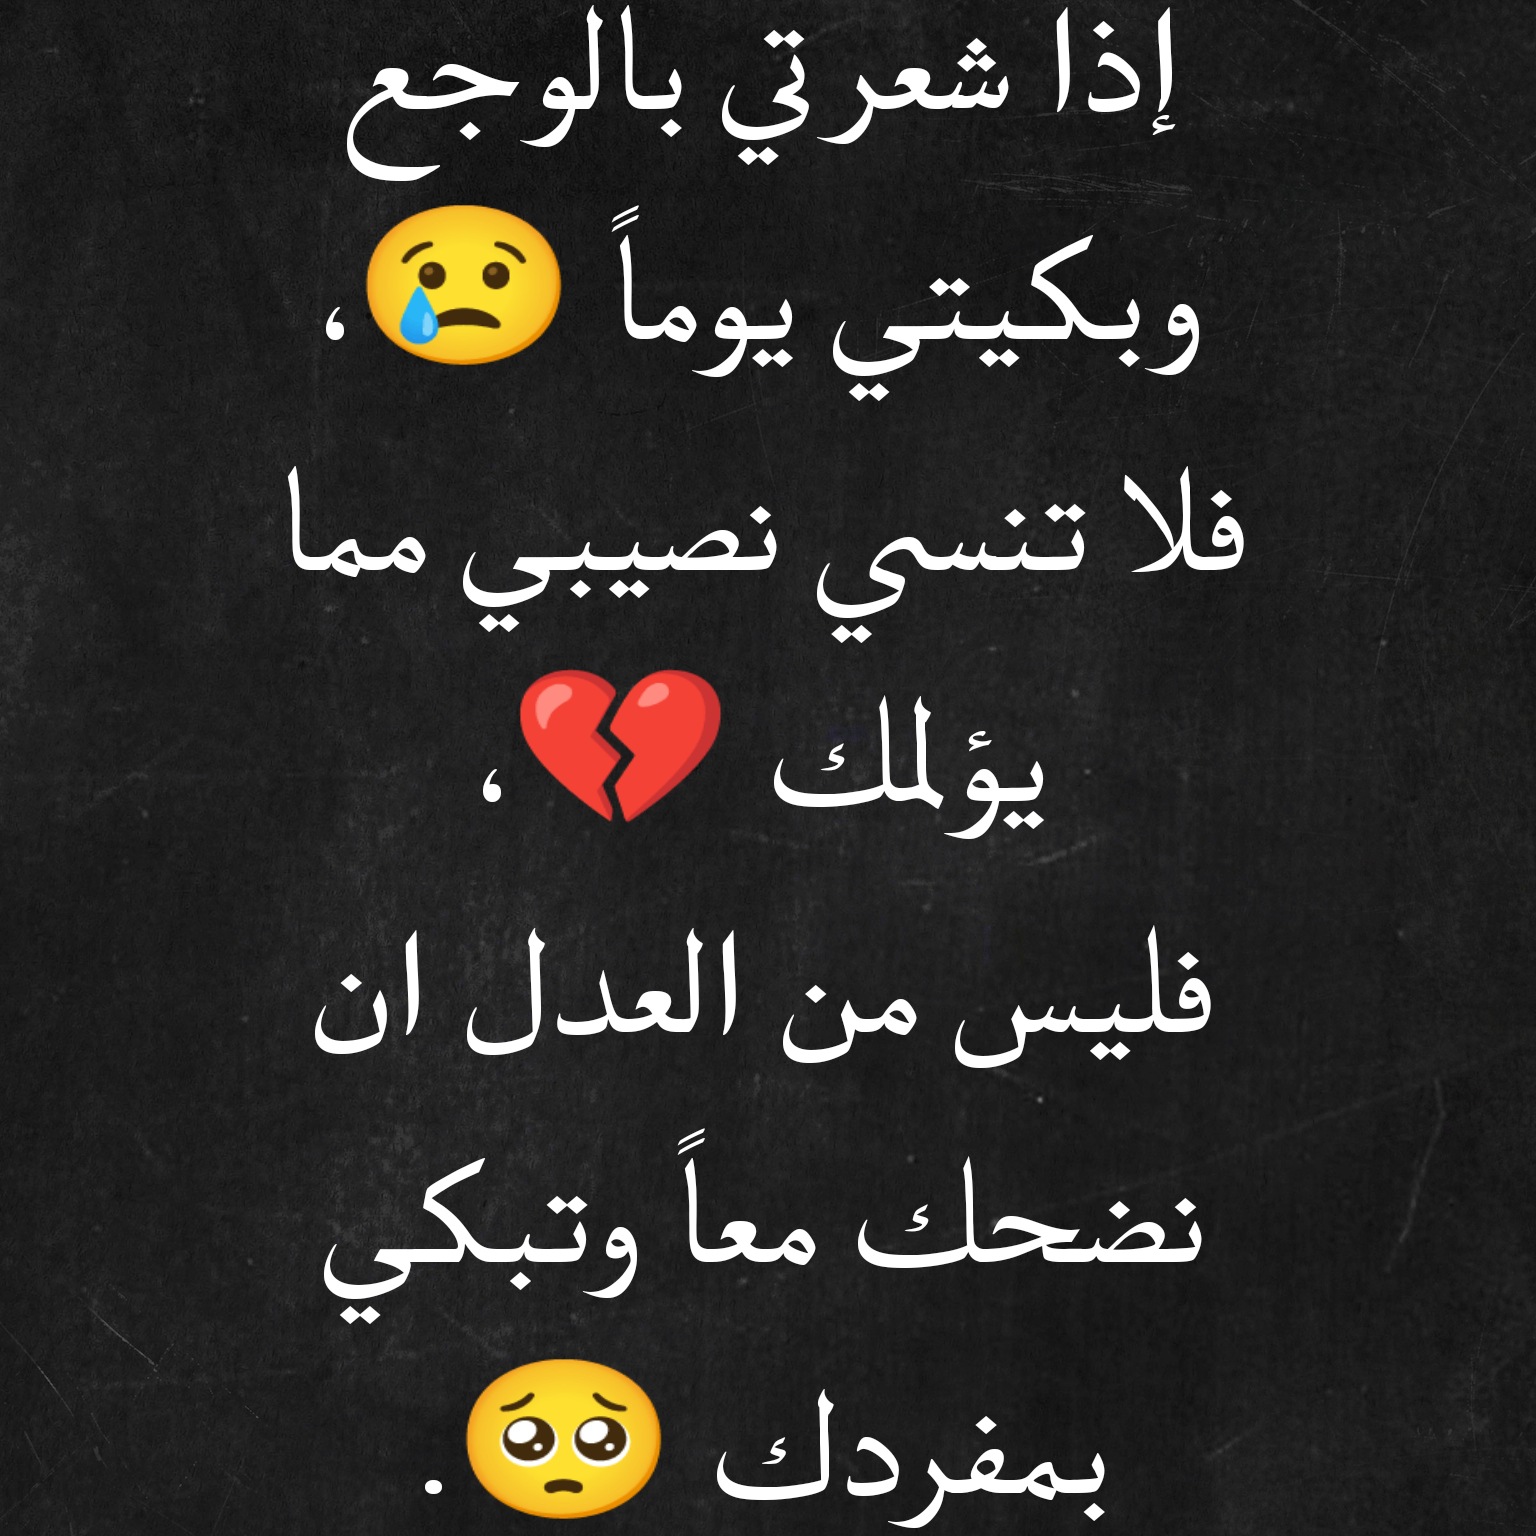 إذا شعرتي بالوجع
وبكيتي يوماً 😢،
فلا تنسي نصيبي مما
يؤلمك 💔،
فليس من العدل ان
نضحك معاً وتبكي
بمفردك 🥺.